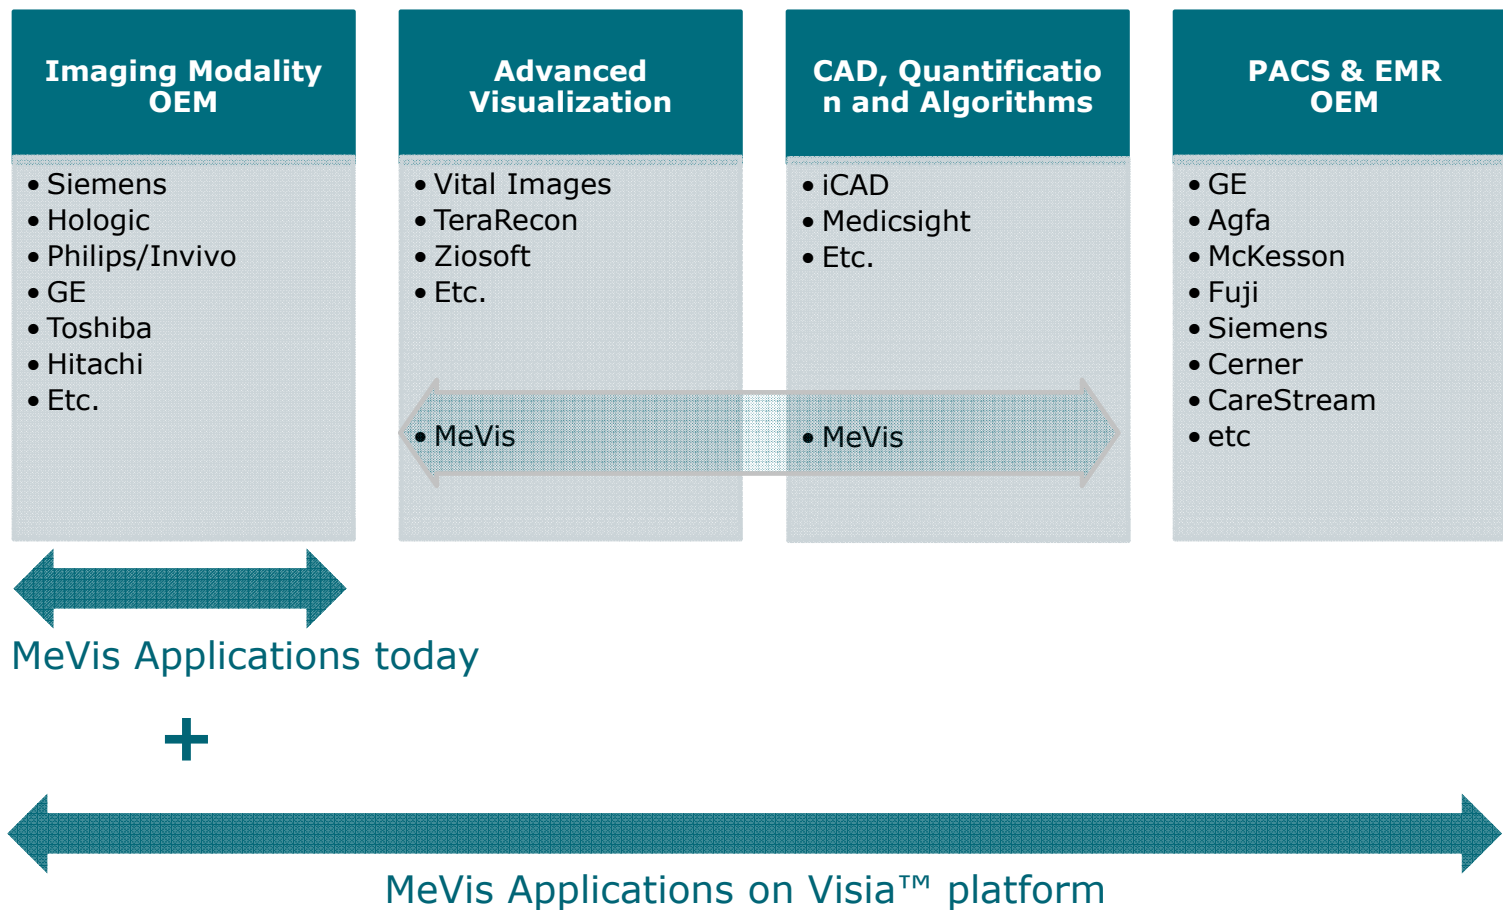 Imaging Modality
OEM
• Siemens
• Hologic
• Philips/Invivo
• GE
• Toshiba
• Hitachi
• Etc.
Advanced
Visualization
• Vital Images
• TeraRecon
• Ziosoft
• Etc.
• MeVis
CAD, Quantificatio
n and Algorithms
• iCAD
• Medicsight
• Etc.
• MeVis
PACS & EMR
OEM
• GE
• Agfa
• McKesson
• Fuji
• Siemens
• Cerner
• CareStream
• etc
MeVis Applications today
+
MeVis Applications on Visia™ platform